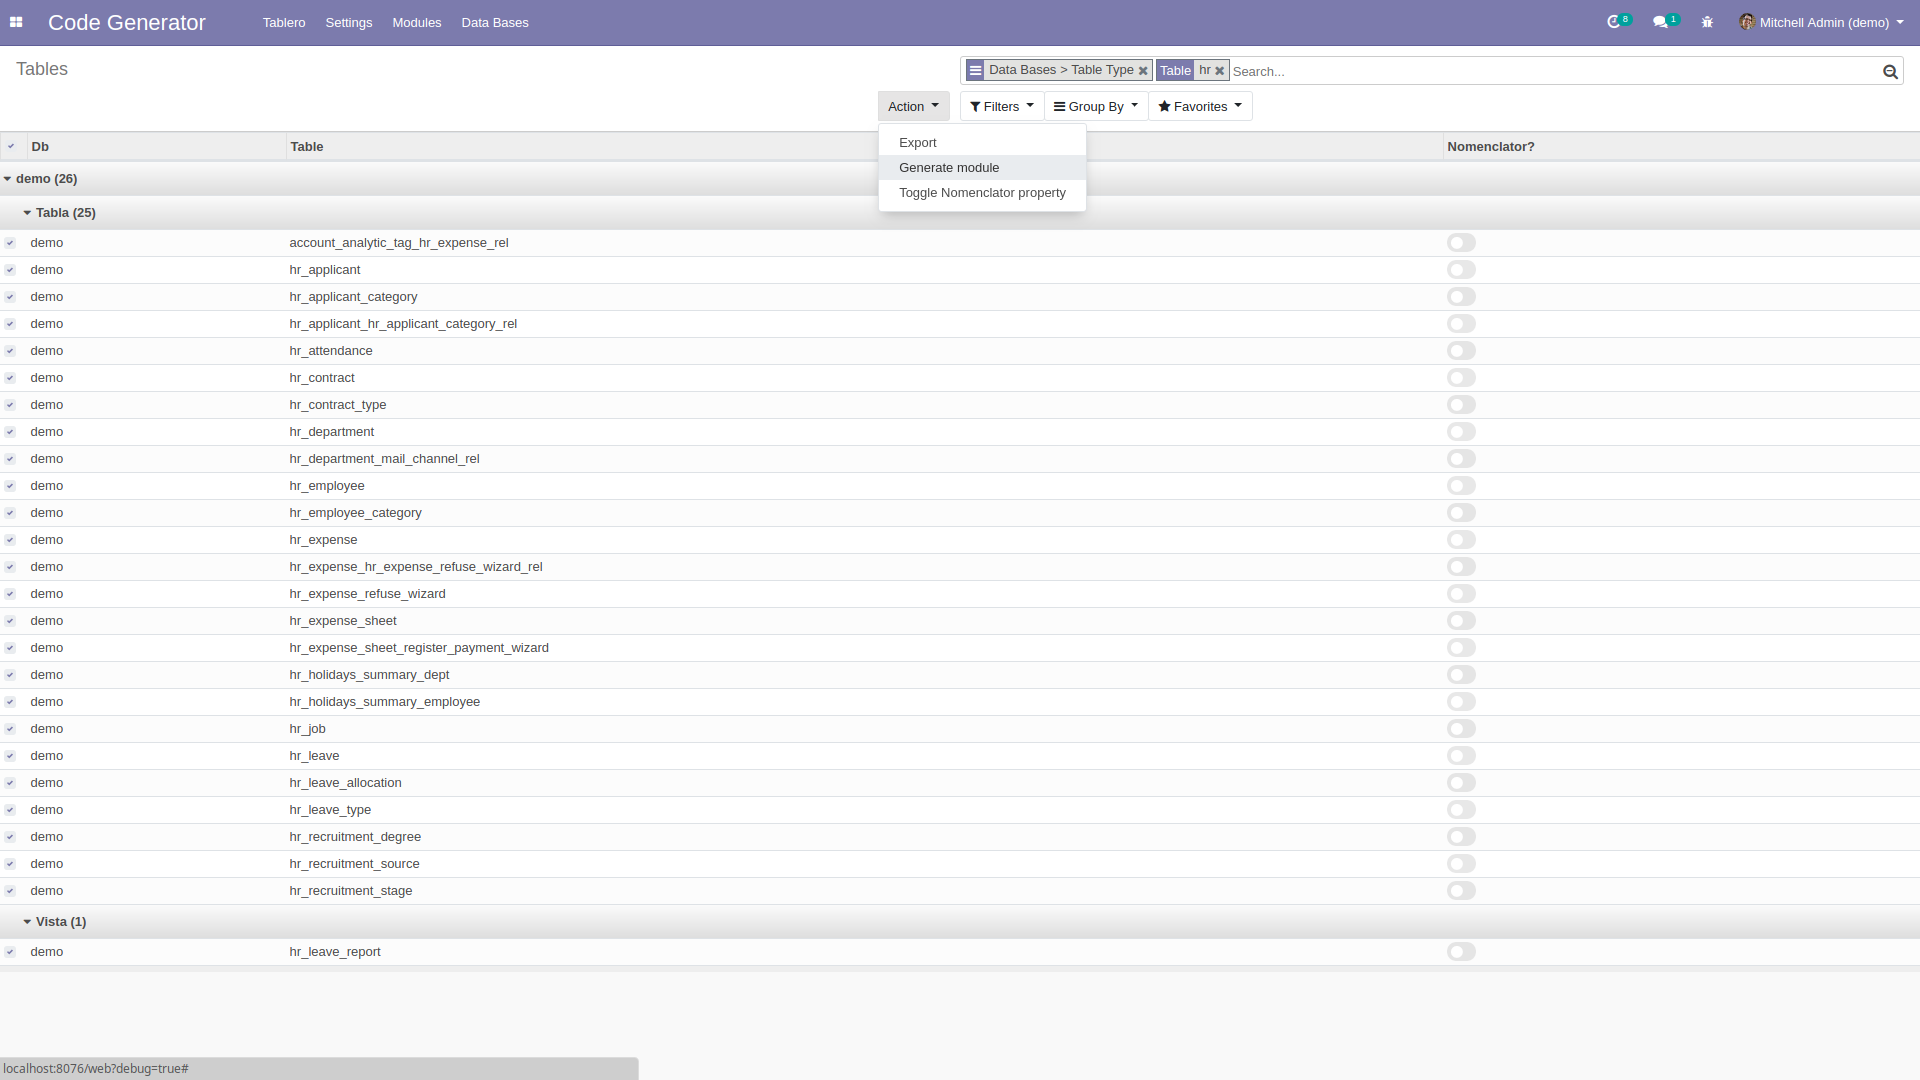 Code Generator Tablero Settings Modules Data Bases 8 1 Mitchell Admin (demo)
Tables Data Bases > Table Type Table hr Search...
Action Filters Group By Favorites
Export
Generate module
Toggle Nomenclator property
Db Table Nomenclator?
demo (26)
Tabla (25)
demo account_analytic_tag_hr_expense_rel
demo hr_applicant
demo hr_applicant_category
demo hr_applicant_hr_applicant_category_rel
demo hr_attendance
demo hr_contract
demo hr_contract_type
demo hr_department
demo hr_department_mail_channel_rel
demo hr_employee
demo hr_employee_category
demo hr_expense
demo hr_expense_hr_expense_refuse_wizard_rel
demo hr_expense_refuse_wizard
demo hr_expense_sheet
demo hr_expense_sheet_register_payment_wizard
demo hr_holidays_summary_dept
demo hr_holidays_summary_employee
demo hr_job
demo hr_leave
demo hr_leave_allocation
demo hr_leave_type
demo hr_recruitment_degree
demo hr_recruitment_source
demo hr_recruitment_stage
Vista (1)
demo hr_leave_report
localhost:8076/web?debug=true#